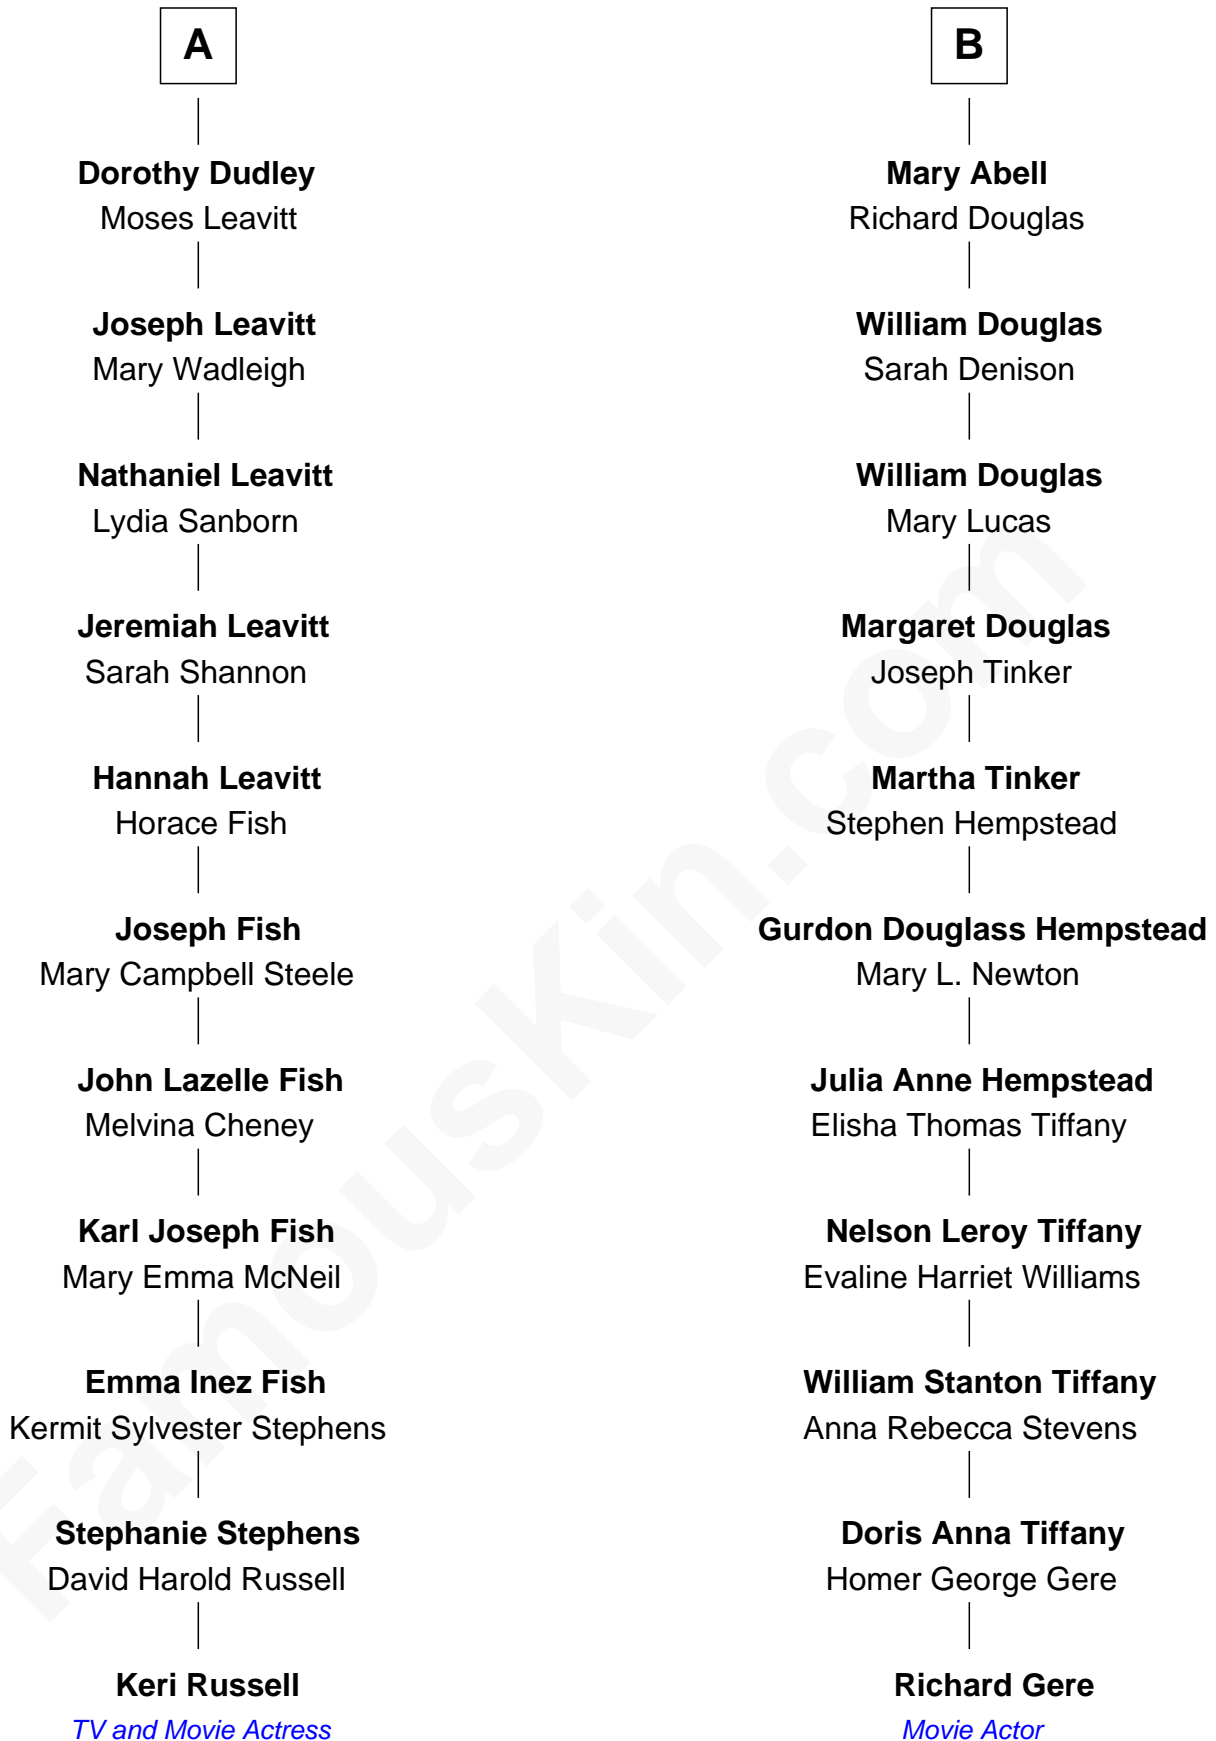 A
Dorothy Dudley
Moses Leavitt
Joseph Leavitt
Mary Wadleigh
Nathaniel Leavitt
Lydia Sanborn
Jeremiah Leavitt
Sarah Shannon
Hannah Leavitt
Horace Fish
Joseph Fish
Mary Campbell Steele
John Lazelle Fish
Melvina Cheney
Karl Joseph Fish
Mary Emma McNeil
Emma Inez Fish
Kermit Sylvester Stephens
Stephanie Stephens
David Harold Russell
Keri Russell
TV and Movie Actress
B
Mary Abell
Richard Douglas
William Douglas
Sarah Denison
William Douglas
Mary Lucas
Margaret Douglas
Joseph Tinker
Martha Tinker
Stephen Hempstead
Gurdon Douglass Hempstead
Mary L. Newton
Julia Anne Hempstead
Elisha Thomas Tiffany
Nelson Leroy Tiffany
Evaline Harriet Williams
William Stanton Tiffany
Anna Rebecca Stevens
Doris Anna Tiffany
Homer George Gere
Richard Gere
Movie Actor
FamousKin.com